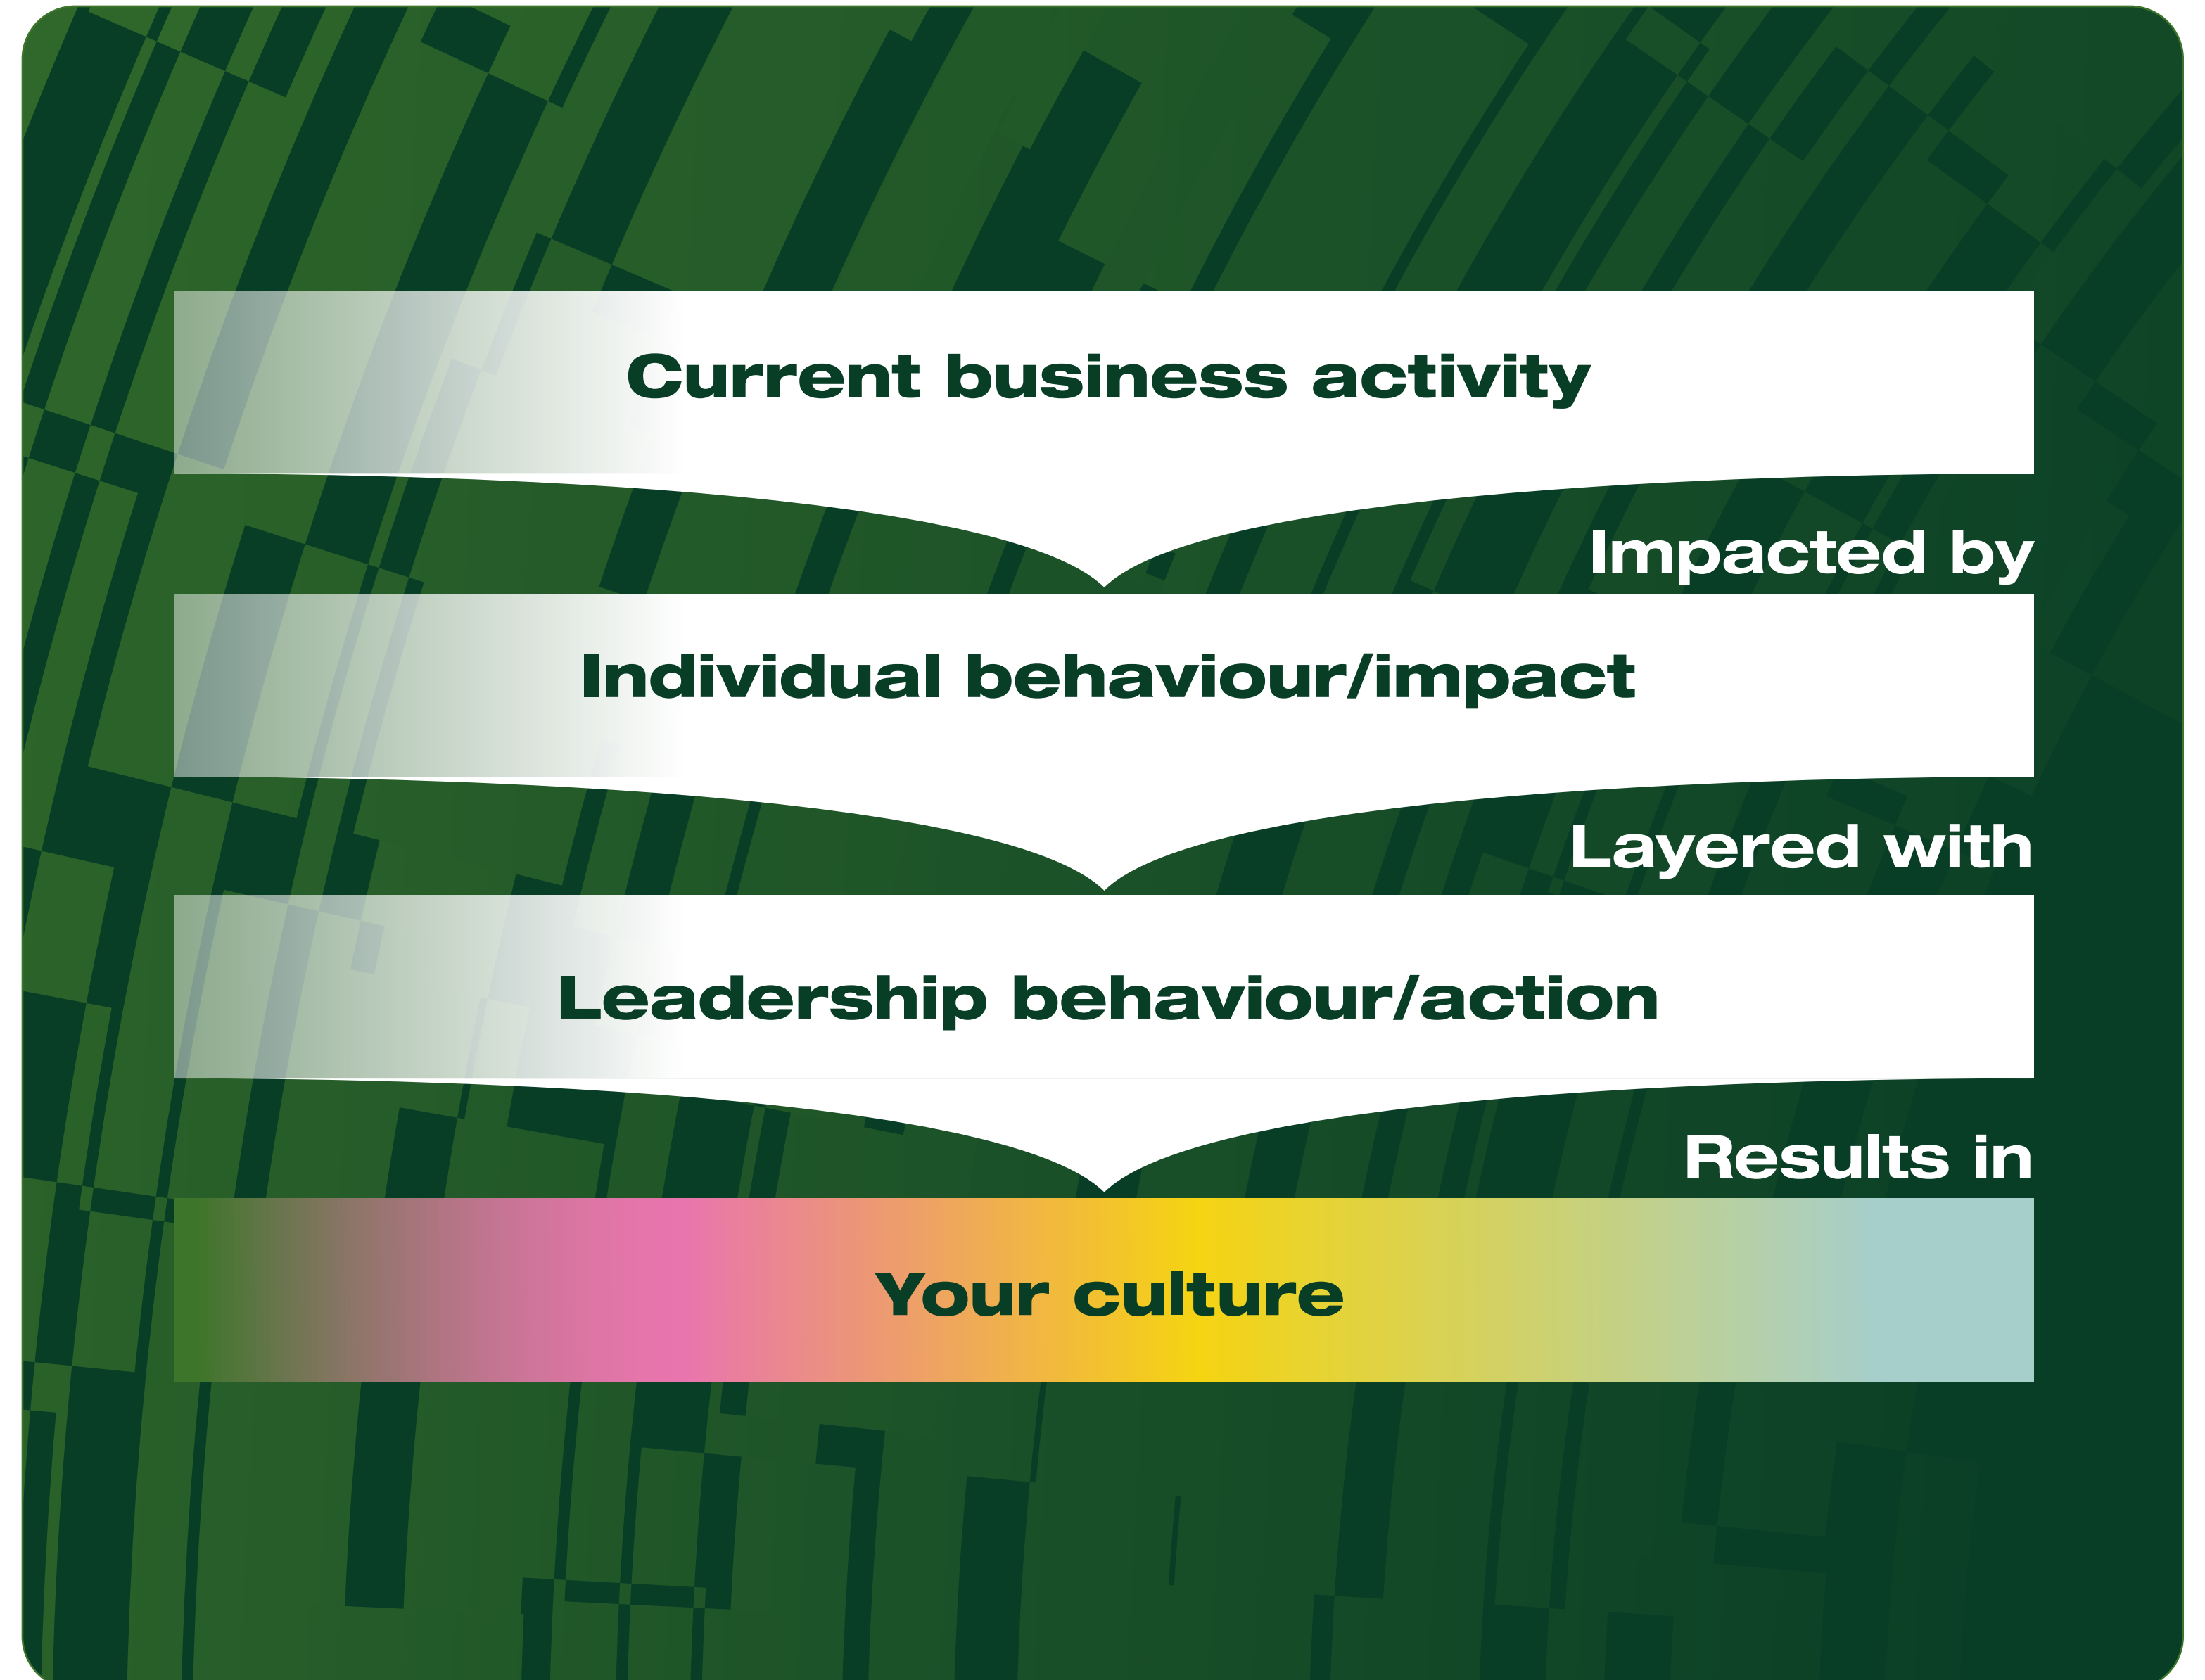 Current business activity
Impacted by
Individual behaviour/impact
Layered with
Leadership behaviour/action
Results in
Your culture